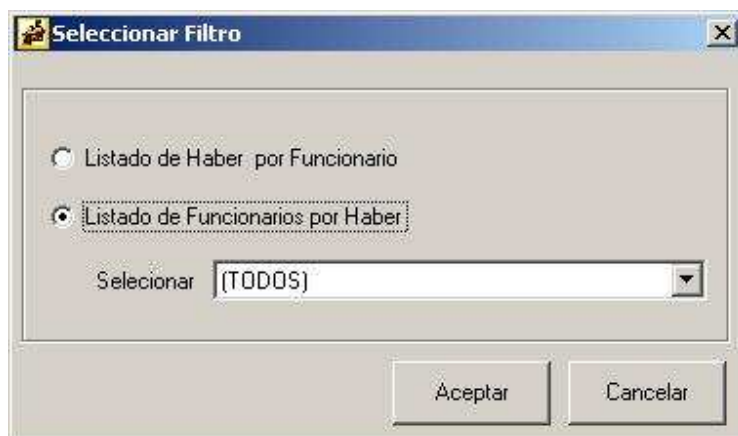 Seleccionar Filtro
Listado de Haber por Funcionario
Listado de Funcionarios por Haber
Selecionar (TODOS)
Aceptar Cancelar